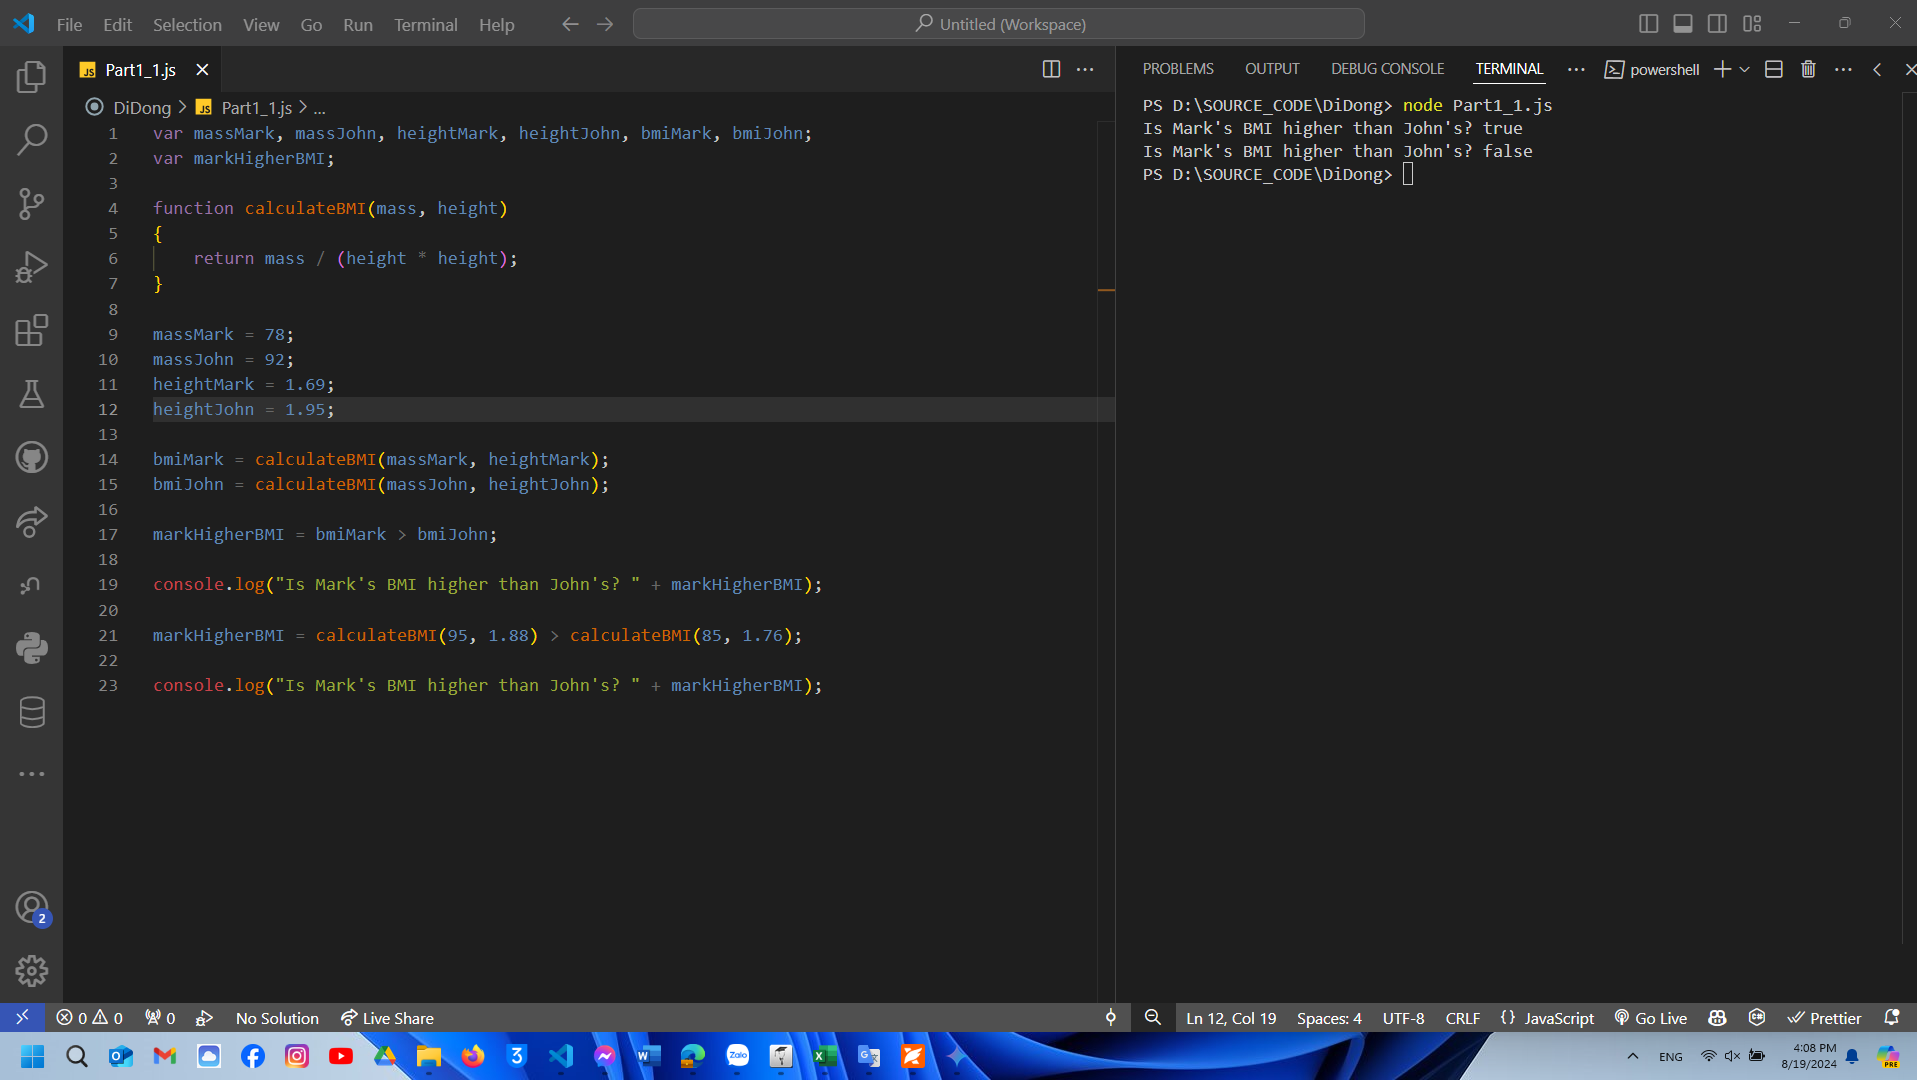 File Edit Selection View Go Run Terminal Help Untitled (Workspace)
JS Part1_1.js
PROBLEMS OUTPUT DEBUG CONSOLE TERMINAL powershell
DiDong > JS Part1_1.js > ...
1 var massMark, massJohn, heightMark, heightJohn, bmiMark, bmiJohn;
2 var markHigherBMI;
3
4 function calculateBMI(mass, height)
5 {
6     return mass / (height * height);
7 }
8
9 massMark = 78;
10 massJohn = 92;
11 heightMark = 1.69;
12 heightJohn = 1.95;
13
14 bmiMark = calculateBMI(massMark, heightMark);
15 bmiJohn = calculateBMI(massJohn, heightJohn);
16
17 markHigherBMI = bmiMark > bmiJohn;
18
19 console.log("Is Mark's BMI higher than John's? " + markHigherBMI);
20
21 markHigherBMI = calculateBMI(95, 1.88) > calculateBMI(85, 1.76);
22
23 console.log("Is Mark's BMI higher than John's? " + markHigherBMI);
PS D:\SOURCE_CODE\DiDong> node Part1_1.js
Is Mark's BMI higher than John's? true
Is Mark's BMI higher than John's? false
PS D:\SOURCE_CODE\DiDong>
2
0 0 0 No Solution Live Share Ln 12, Col 19 Spaces: 4 UTF-8 CRLF {} JavaScript Go Live Prettier
3 Zalo ENG 4:08 PM
8/19/2024 PRE